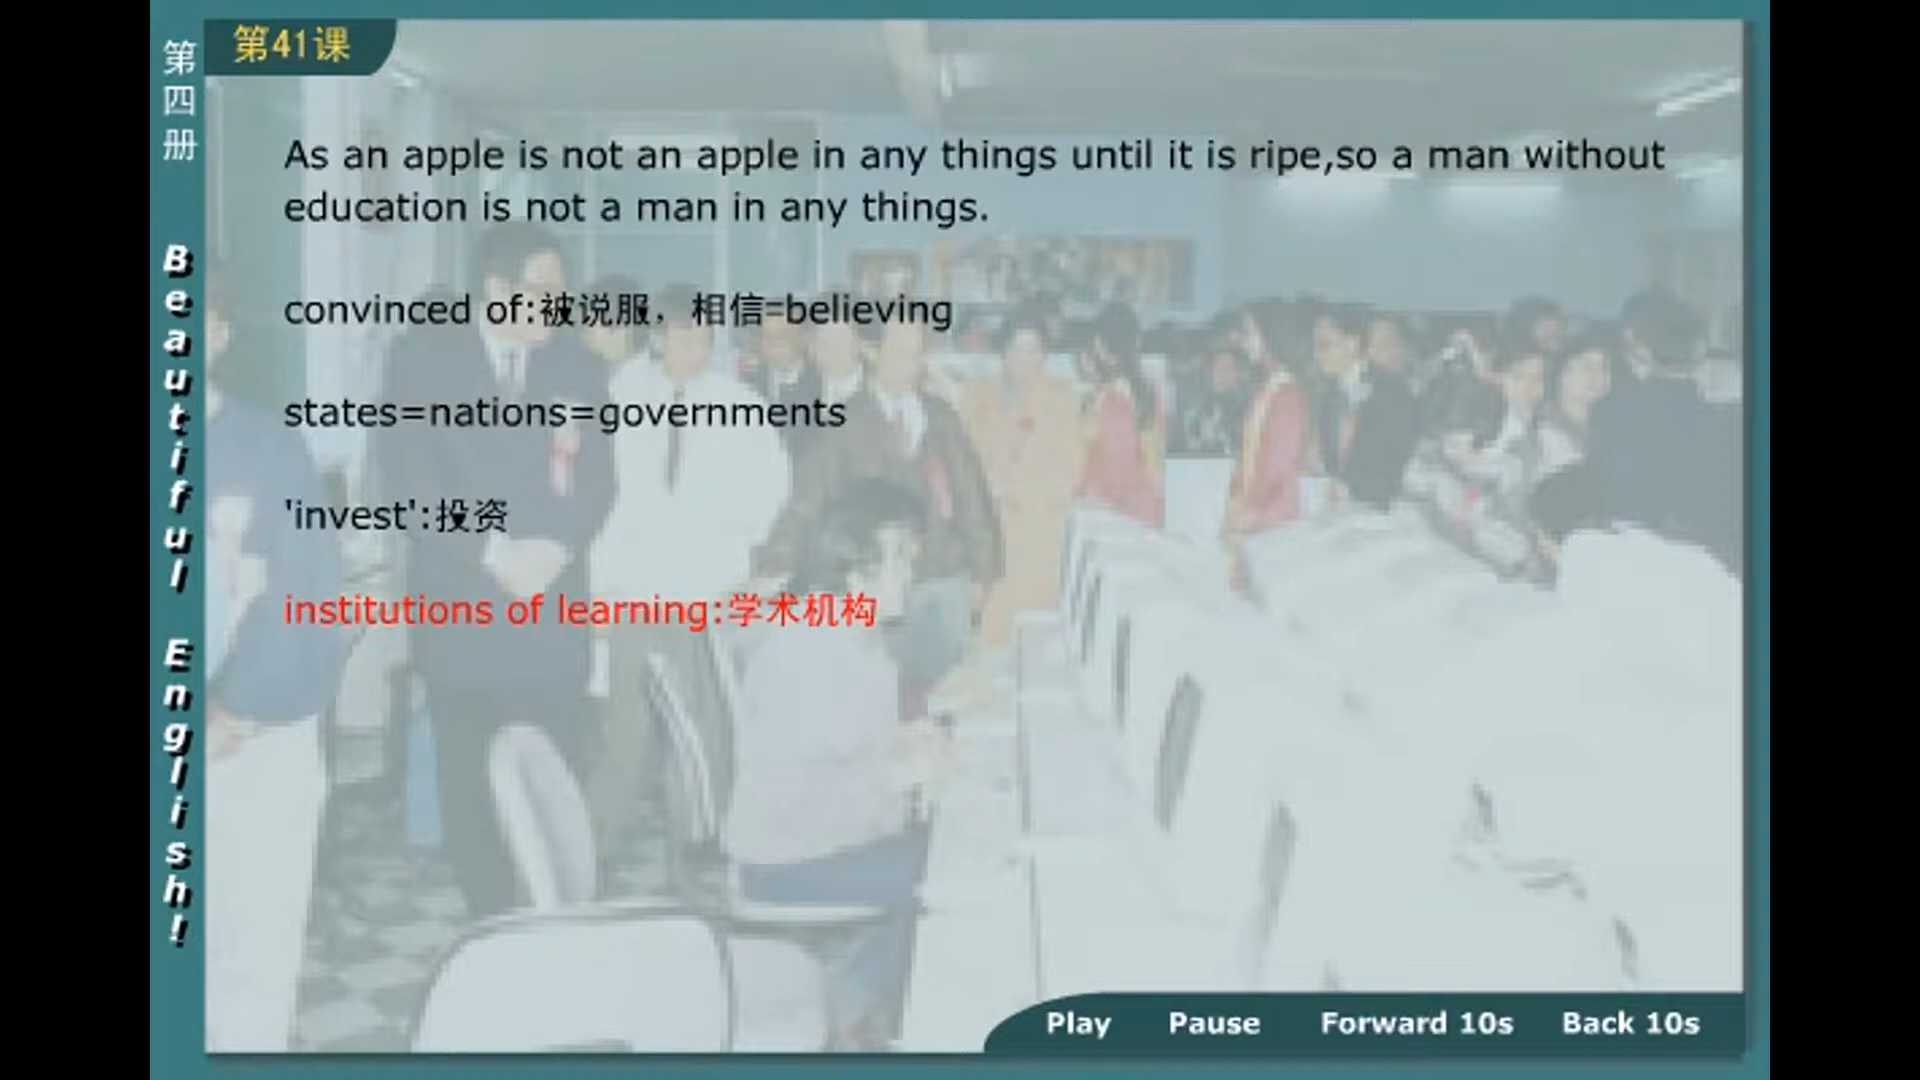 第四册
Beautiful English!
第41课
As an apple is not an apple in any things until it is ripe,so a man without
education is not a man in any things.
convinced of:被说服，相信=believing
states=nations=governments
'invest':投资
institutions of learning:学术机构
Play Pause Forward 10s Back 10s